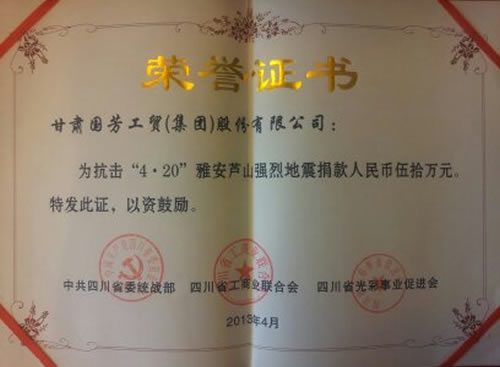 荣誉证书
甘肃国芳工贸(集团)股份有限公司:
为抗击“4·20”雅安芦山强烈地震捐款人民币伍拾万元。
特发此证,以资鼓励。
中共四川省委统战部 四川省工商业联合会 四川省光彩事业促进会
2013年4月